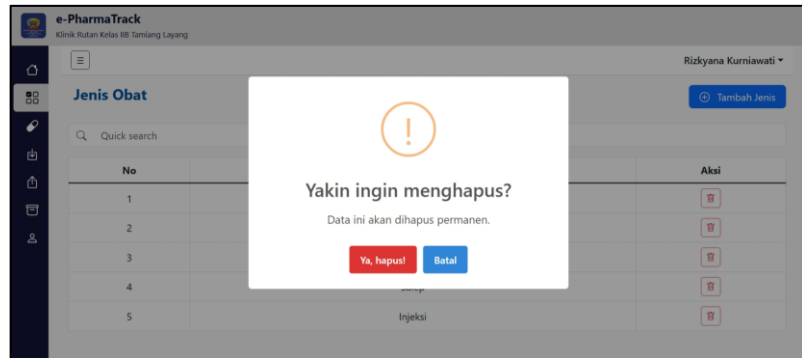 e-PharmaTrack
Klinik Rutan Kelas IIB Tamiang Layang
Rizkyana Kurniawati
Jenis Obat
Tambah Jenis
Quick search
No
Aksi
Yakin ingin menghapus?
Data ini akan dihapus permanen.
Ya, hapus!
Batal
1
2
3
4
5
Injeksi